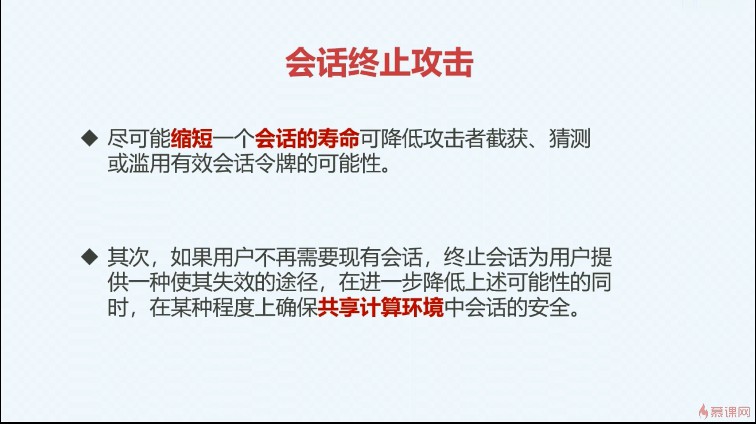 会话终止攻击
◆ 尽可能缩短一个会话的寿命可降低攻击者截获、猜测
或滥用有效会话令牌的可能性。
◆ 其次，如果用户不再需要现有会话，终止会话为用户提
供一种使其失效的途径，在进一步降低上述可能性的同
时，在某种程度上确保共享计算环境中会话的安全。
慕课网